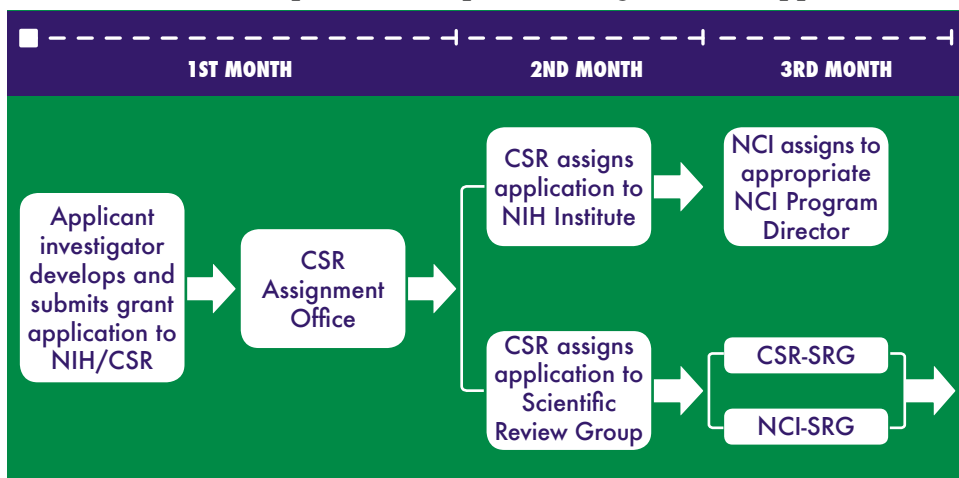 1ST MONTH
2ND MONTH
3RD MONTH
Applicant
investigator
develops and
submits grant
application to
NIH/CSR
CSR
Assignment
Office
CSR assigns
application to
NIH Institute
NCI assigns to
appropriate
NCI Program
Director
CSR assigns
application to
Scientific
Review Group
CSR-SRG
NCI-SRG